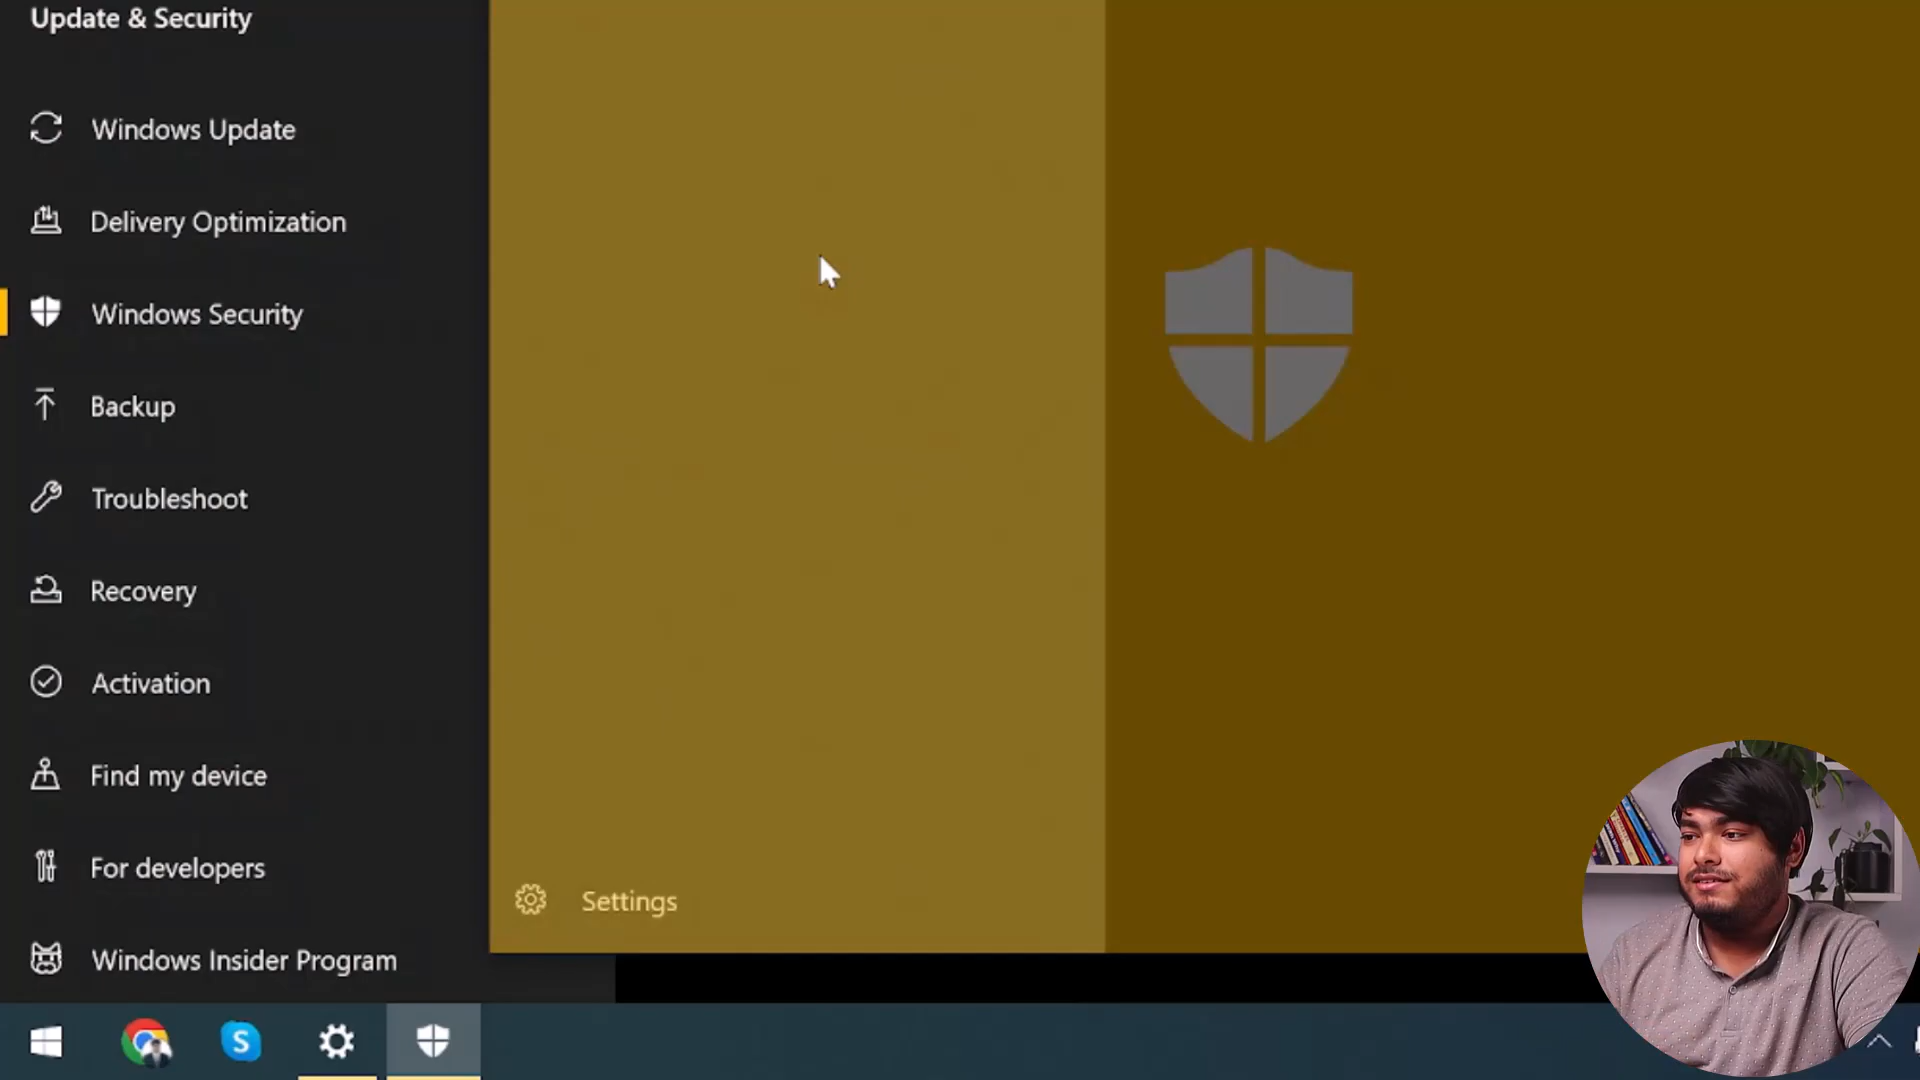 Update & Security
Windows Update
Delivery Optimization
Windows Security
Backup
Troubleshoot
Recovery
Activation
Find my device
For developers
Windows Insider Program
Settings
S